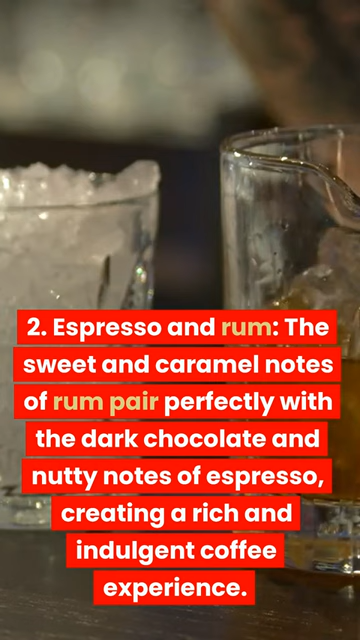 2. Espresso and rum: The
sweet and caramel notes
of rum pair perfectly with
the dark chocolate and
nutty notes of espresso,
creating a rich and
indulgent coffee
experience.